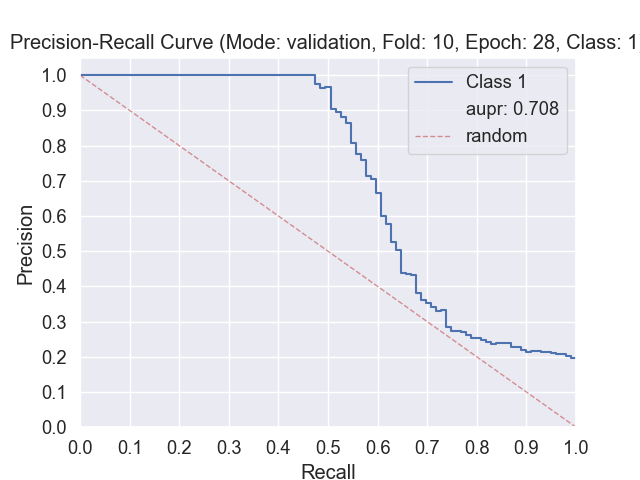 Precision-Recall Curve (Mode: validation, Fold: 10, Epoch: 28, Class: 1
Class 1
aupr: 0.708
random
Precision
1.0
0.9
0.8
0.7
0.6
0.5
0.4
0.3
0.2
0.1
0.0
0.0 0.1 0.2 0.3 0.4 0.5 0.6 0.7 0.8 0.9 1.0
Recall